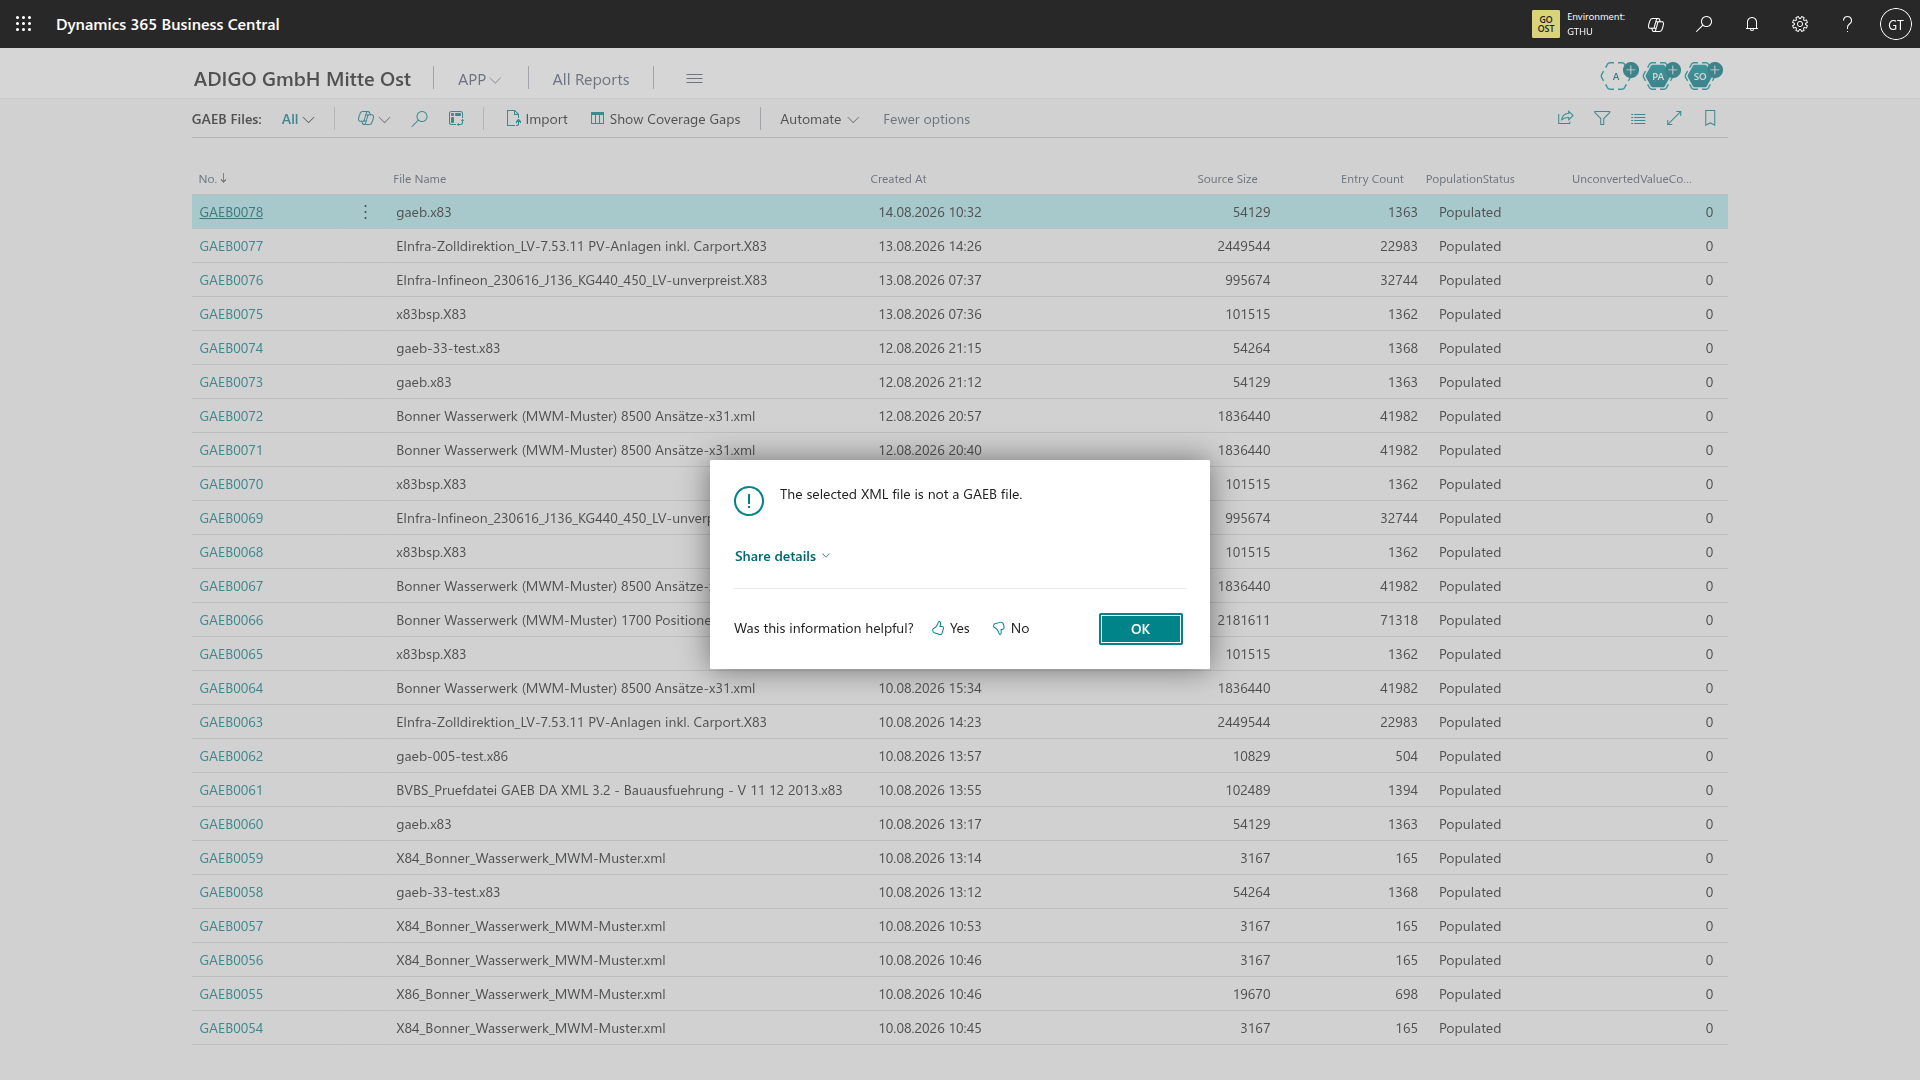 Dynamics 365 Business Central
GO OST
Environment: GTHU
GT
ADIGO GmbH Mitte Ost
APP
All Reports
A
PA
SO
GAEB Files:
All
Import
Show Coverage Gaps
Automate
Fewer options
No. ↓ File Name Created At Source Size Entry Count PopulationStatus UnconvertedValueCo...
GAEB0078 gaeb.x83 14.08.2026 10:32 54129 1363 Populated 0
GAEB0077 EInfra-Zolldirektion_LV-7.53.11 PV-Anlagen inkl. Carport.X83 13.08.2026 14:26 2449544 22983 Populated 0
GAEB0076 EInfra-Infineon_230616_J136_KG440_450_LV-unverpreist.X83 13.08.2026 07:37 995674 32744 Populated 0
GAEB0075 x83bsp.X83 13.08.2026 07:36 101515 1362 Populated 0
GAEB0074 gaeb-33-test.x83 12.08.2026 21:15 54264 1368 Populated 0
GAEB0073 gaeb.x83 12.08.2026 21:12 54129 1363 Populated 0
GAEB0072 Bonner Wasserwerk (MWM-Muster) 8500 Ansätze-x31.xml 12.08.2026 20:57 1836440 41982 Populated 0
GAEB0071 Bonner Wasserwerk (MWM-Muster) 8500 Ansätze-x31.xml 12.08.2026 20:40 1836440 41982 Populated 0
GAEB0070 x83bsp.X83 101515 1362 Populated 0
GAEB0069 EInfra-Infineon_230616_J136_KG440_450_LV-unverp 995674 32744 Populated 0
GAEB0068 x83bsp.X83 101515 1362 Populated 0
GAEB0067 Bonner Wasserwerk (MWM-Muster) 8500 Ansätze- 1836440 41982 Populated 0
GAEB0066 Bonner Wasserwerk (MWM-Muster) 1700 Positione 2181611 71318 Populated 0
GAEB0065 x83bsp.X83 101515 1362 Populated 0
GAEB0064 Bonner Wasserwerk (MWM-Muster) 8500 Ansätze-x31.xml 10.08.2026 15:34 1836440 41982 Populated 0
GAEB0063 EInfra-Zolldirektion_LV-7.53.11 PV-Anlagen inkl. Carport.X83 10.08.2026 14:23 2449544 22983 Populated 0
GAEB0062 gaeb-005-test.x86 10.08.2026 13:57 10829 504 Populated 0
GAEB0061 BVBS_Pruefdatei GAEB DA XML 3.2 - Bauausfuehrung - V 11 12 2013.x83 10.08.2026 13:55 102489 1394 Populated 0
GAEB0060 gaeb.x83 10.08.2026 13:17 54129 1363 Populated 0
GAEB0059 X84_Bonner_Wasserwerk_MWM-Muster.xml 10.08.2026 13:14 3167 165 Populated 0
GAEB0058 gaeb-33-test.x83 10.08.2026 13:12 54264 1368 Populated 0
GAEB0057 X84_Bonner_Wasserwerk_MWM-Muster.xml 10.08.2026 10:53 3167 165 Populated 0
GAEB0056 X84_Bonner_Wasserwerk_MWM-Muster.xml 10.08.2026 10:46 3167 165 Populated 0
GAEB0055 X86_Bonner_Wasserwerk_MWM-Muster.xml 10.08.2026 10:46 19670 698 Populated 0
GAEB0054 X84_Bonner_Wasserwerk_MWM-Muster.xml 10.08.2026 10:45 3167 165 Populated 0
The selected XML file is not a GAEB file.
Share details
Was this information helpful? Yes No OK